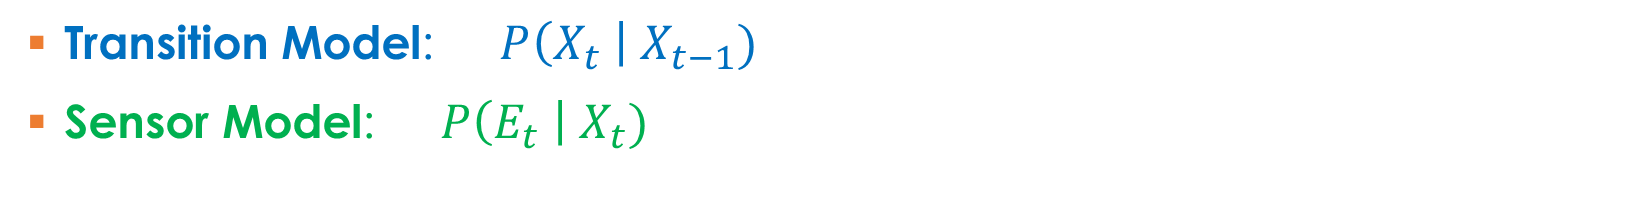 ▪ Transition Model: P(X_t | X_{t−1})
▪ Sensor Model: P(E_t | X_t)